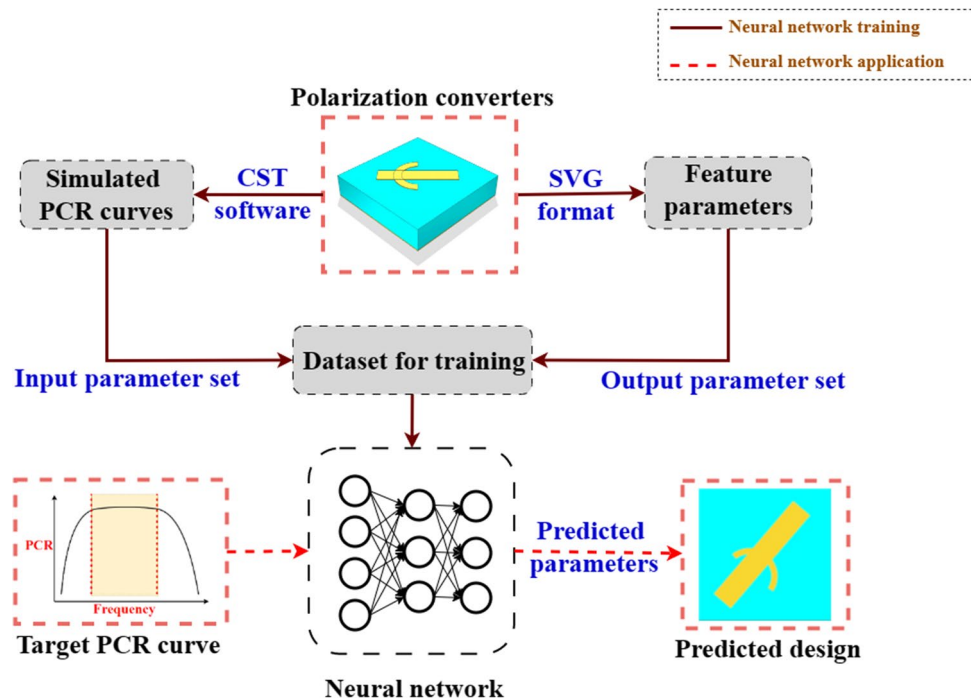 Neural network training
Neural network application
Polarization converters
Simulated
PCR curves
CST
software
SVG
format
Feature
parameters
Input parameter set
Dataset for training
Output parameter set
PCR
Frequency
Target PCR curve
Neural network
Predicted
parameters
Predicted design